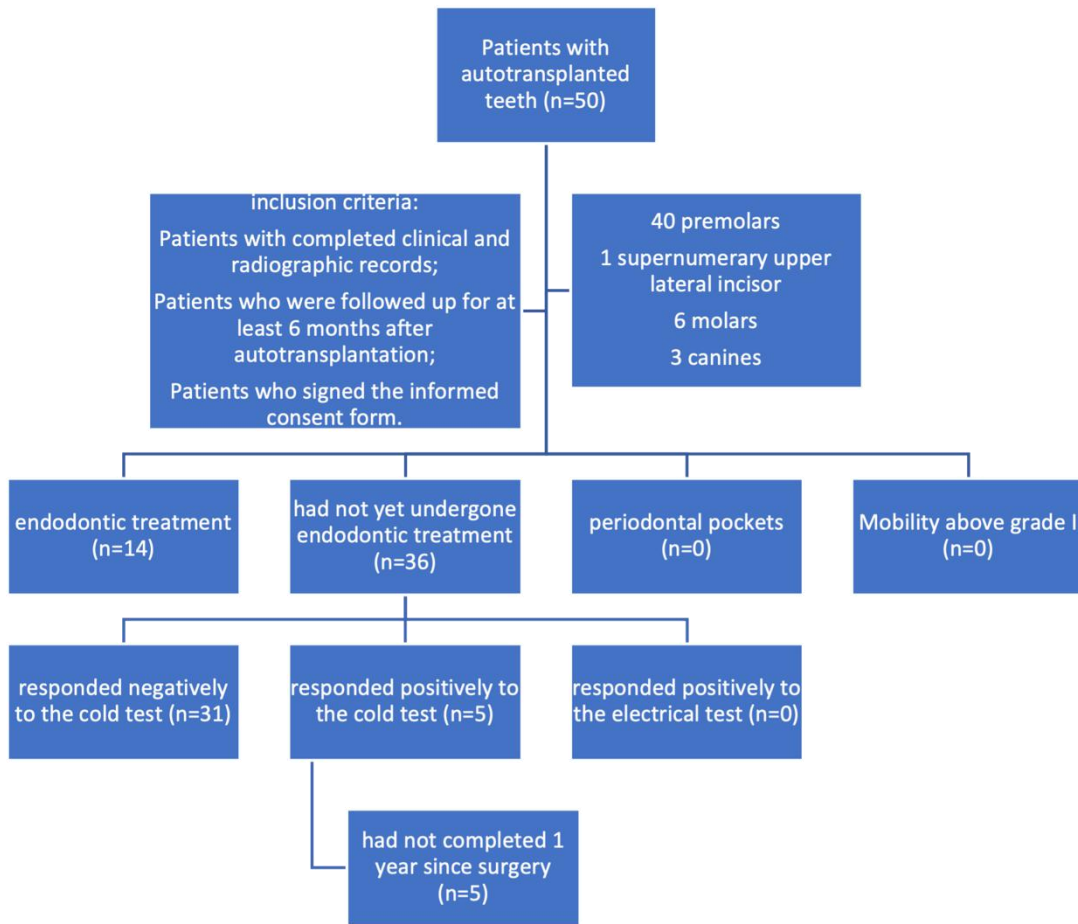 Patients with
autotransplanted
teeth (n=50)
inclusion criteria:
Patients with completed clinical and
radiographic records;
Patients who were followed up for at
least 6 months after
autotransplantation;
Patients who signed the informed
consent form.
40 premolars
1 supernumerary upper
lateral incisor
6 molars
3 canines
endodontic treatment
(n=14)
had not yet undergone
endodontic treatment
(n=36)
periodontal pockets
(n=0)
Mobility above grade I
(n=0)
responded negatively
to the cold test (n=31)
responded positively to
the cold test (n=5)
responded positively to
the electrical test (n=0)
had not completed 1
year since surgery
(n=5)